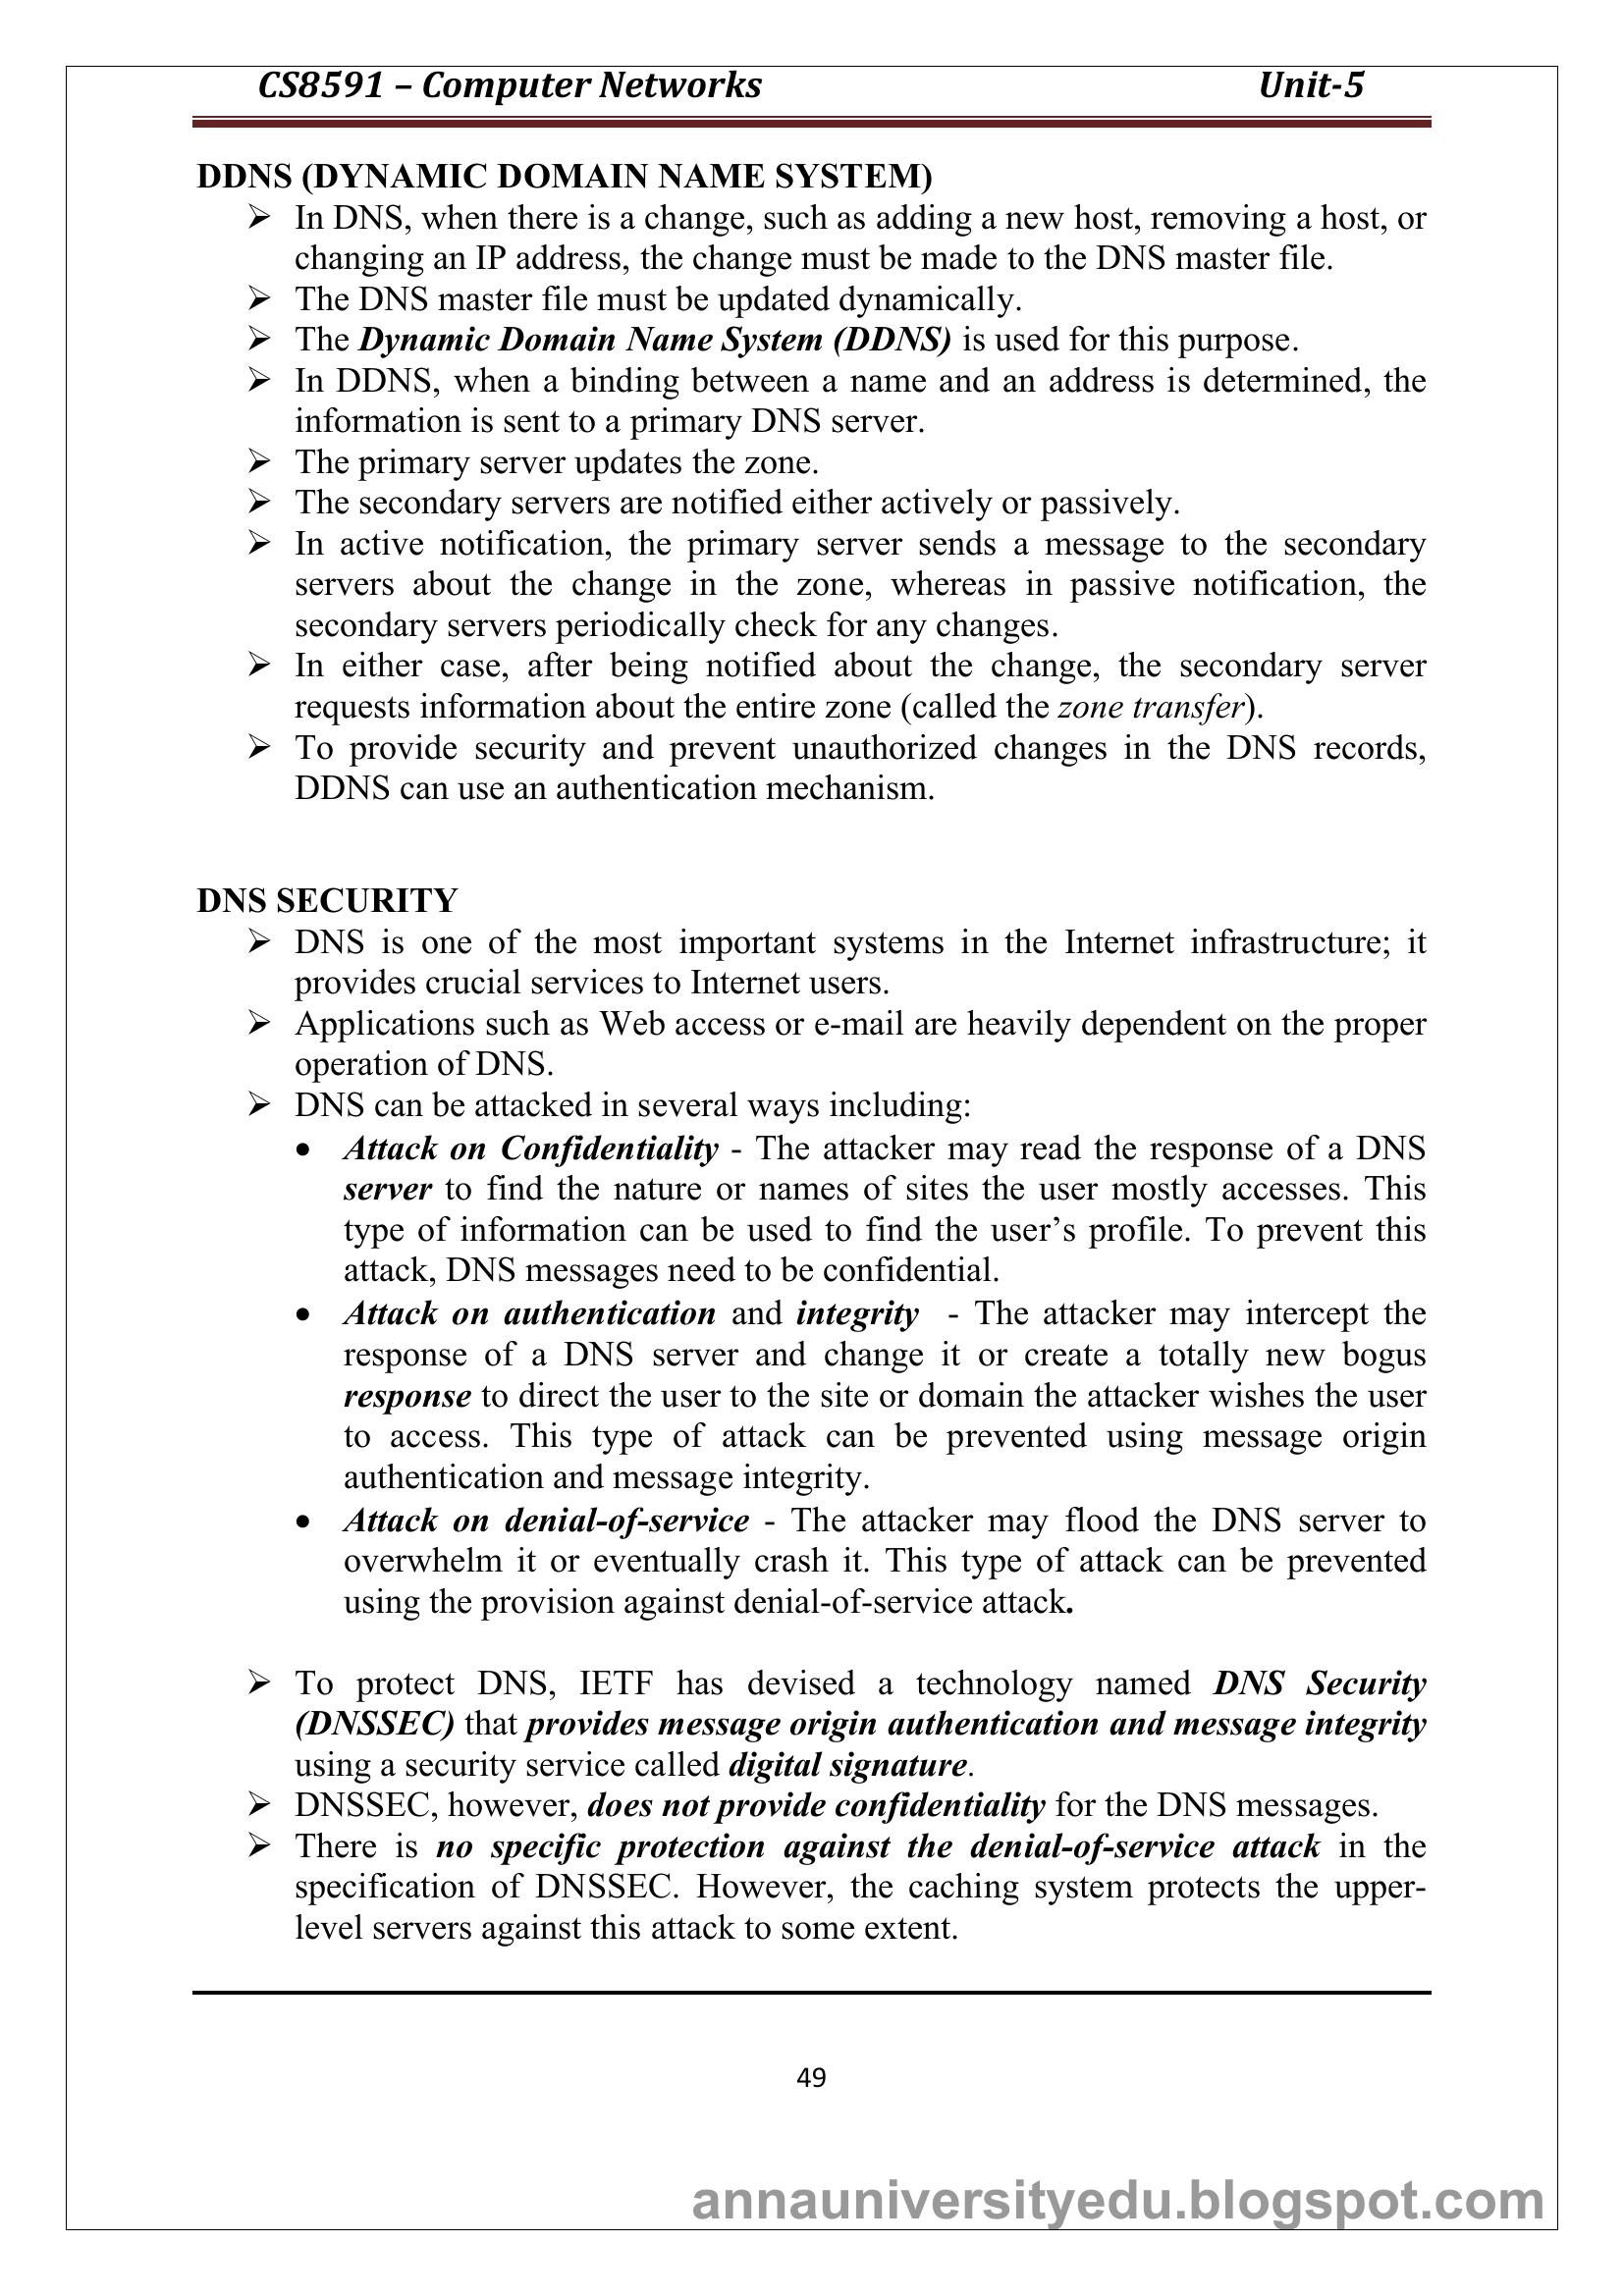 CS8591 – Computer Networks Unit-5
DDNS (DYNAMIC DOMAIN NAME SYSTEM)
➢ In DNS, when there is a change, such as adding a new host, removing a host, or
changing an IP address, the change must be made to the DNS master file.
➢ The DNS master file must be updated dynamically.
➢ The Dynamic Domain Name System (DDNS) is used for this purpose.
➢ In DDNS, when a binding between a name and an address is determined, the
information is sent to a primary DNS server.
➢ The primary server updates the zone.
➢ The secondary servers are notified either actively or passively.
➢ In active notification, the primary server sends a message to the secondary
servers about the change in the zone, whereas in passive notification, the
secondary servers periodically check for any changes.
➢ In either case, after being notified about the change, the secondary server
requests information about the entire zone (called the zone transfer).
➢ To provide security and prevent unauthorized changes in the DNS records,
DDNS can use an authentication mechanism.
DNS SECURITY
➢ DNS is one of the most important systems in the Internet infrastructure; it
provides crucial services to Internet users.
➢ Applications such as Web access or e-mail are heavily dependent on the proper
operation of DNS.
➢ DNS can be attacked in several ways including:
• Attack on Confidentiality - The attacker may read the response of a DNS
server to find the nature or names of sites the user mostly accesses. This
type of information can be used to find the user’s profile. To prevent this
attack, DNS messages need to be confidential.
• Attack on authentication and integrity - The attacker may intercept the
response of a DNS server and change it or create a totally new bogus
response to direct the user to the site or domain the attacker wishes the user
to access. This type of attack can be prevented using message origin
authentication and message integrity.
• Attack on denial-of-service - The attacker may flood the DNS server to
overwhelm it or eventually crash it. This type of attack can be prevented
using the provision against denial-of-service attack.
➢ To protect DNS, IETF has devised a technology named DNS Security
(DNSSEC) that provides message origin authentication and message integrity
using a security service called digital signature.
➢ DNSSEC, however, does not provide confidentiality for the DNS messages.
➢ There is no specific protection against the denial-of-service attack in the
specification of DNSSEC. However, the caching system protects the upper-
level servers against this attack to some extent.
49
annauniversityedu.blogspot.com